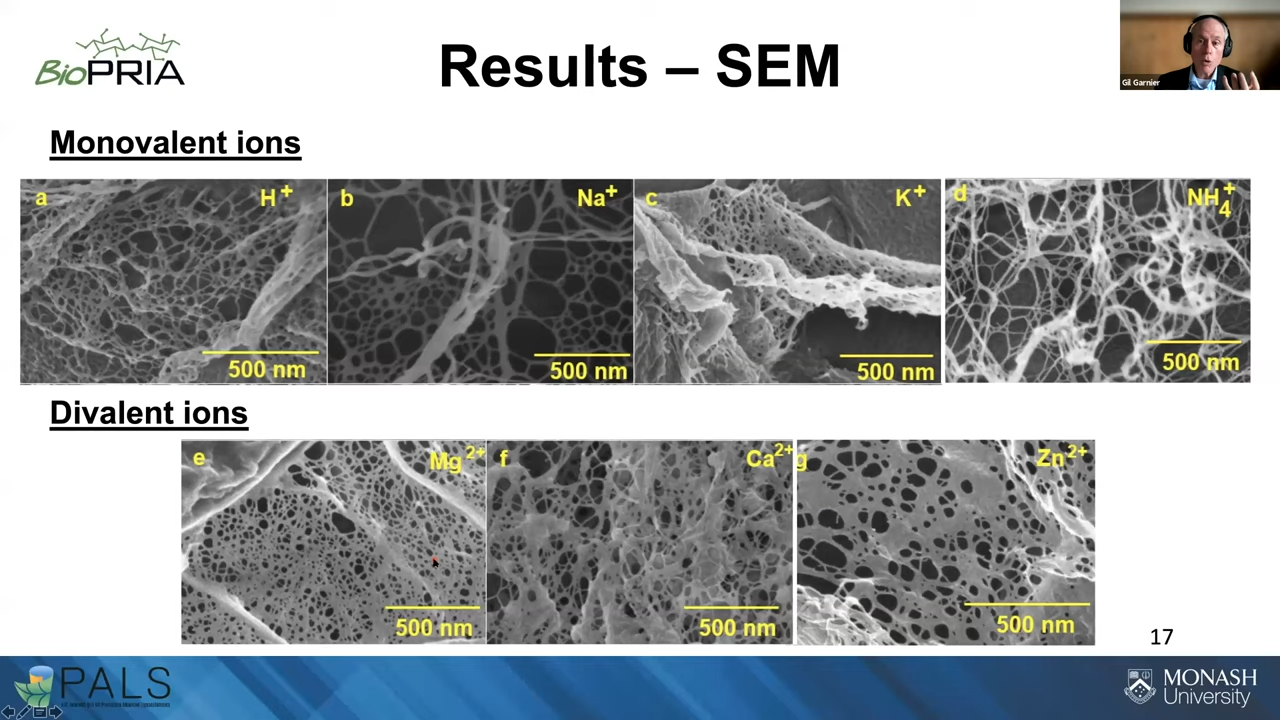 BioPRIA
Results – SEM
Gil Garnier
Monovalent ions
a H⁺
b Na⁺
c K⁺
d NH₄⁺
500 nm
500 nm
500 nm
500 nm
Divalent ions
e Mg²⁺
f Ca²⁺
g Zn²⁺
500 nm
500 nm
500 nm
17
PALS
MONASH
University